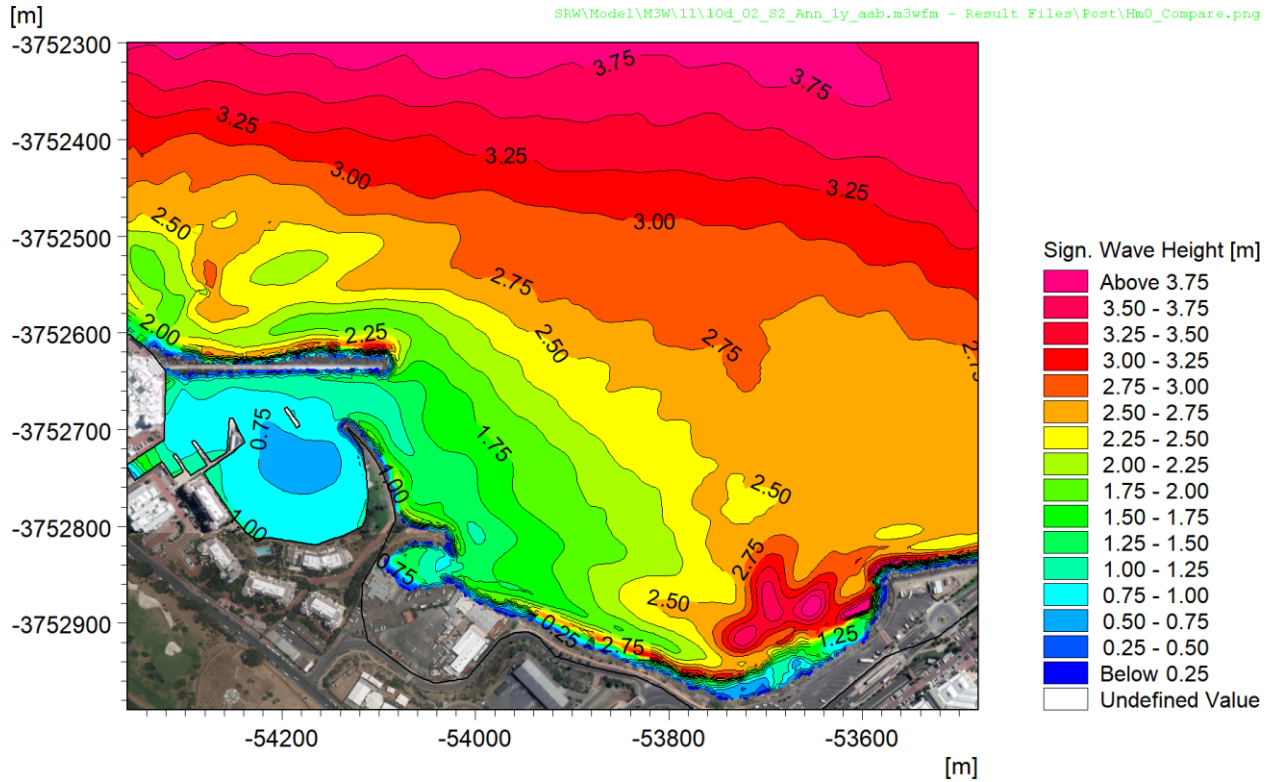 [m]
SRW\Model\M3W\11\10d_02_S2_Ann_1y_aab.m3wfm - Result Files\Post\Hm0_Compare.png
-3752300
-3752400
-3752500
-3752600
-3752700
-3752800
-3752900
3.75
3.75
3.25
3.25
3.25
3.00
3.00
2.50
2.75
2.00
2.25
2.50
2.75
2.75
0.75
1.75
1.00
2.50
1.00
0.75
2.75
2.50
0.25
2.75
1.25
-54200
-54000
-53800
-53600
[m]
Sign. Wave Height [m]
Above 3.75
3.50 - 3.75
3.25 - 3.50
3.00 - 3.25
2.75 - 3.00
2.50 - 2.75
2.25 - 2.50
2.00 - 2.25
1.75 - 2.00
1.50 - 1.75
1.25 - 1.50
1.00 - 1.25
0.75 - 1.00
0.50 - 0.75
0.25 - 0.50
Below 0.25
Undefined Value